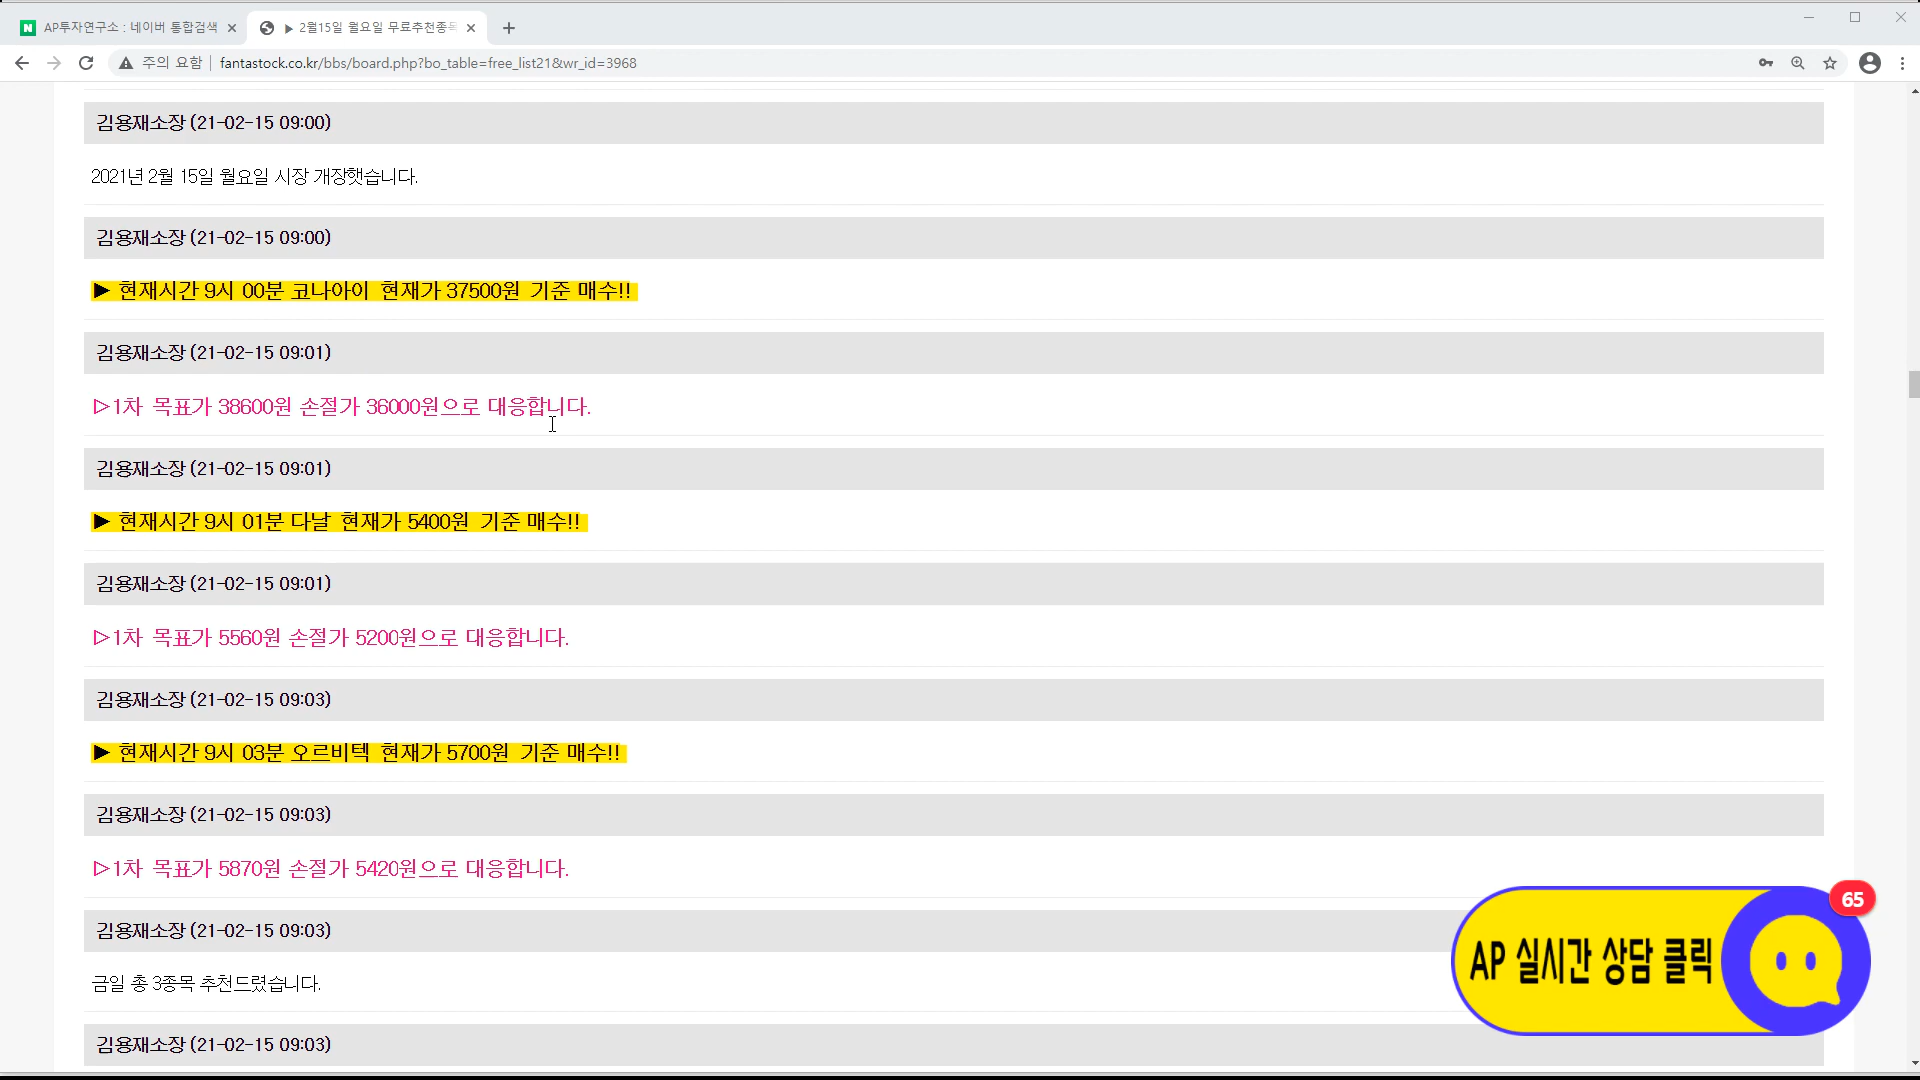 AP투자연구소 : 네이버 통합검색
▶ 2월15일 월요일 무료추천종목
주의 요함 | fantastock.co.kr/bbs/board.php?bo_table=free_list21&wr_id=3968
김용재소장 (21-02-15 09:00)
2021년 2월 15일 월요일 시장 개장햇습니다.
김용재소장 (21-02-15 09:00)
▶ 현재시간 9시 00분 코나아이 현재가 37500원 기준 매수!!
김용재소장 (21-02-15 09:01)
▷1차 목표가 38600원 손절가 36000원으로 대응합니다.
김용재소장 (21-02-15 09:01)
▶ 현재시간 9시 01분 다날 현재가 5400원 기준 매수!!
김용재소장 (21-02-15 09:01)
▷1차 목표가 5560원 손절가 5200원으로 대응합니다.
김용재소장 (21-02-15 09:03)
▶ 현재시간 9시 03분 오르비텍 현재가 5700원 기준 매수!!
김용재소장 (21-02-15 09:03)
▷1차 목표가 5870원 손절가 5420원으로 대응합니다.
김용재소장 (21-02-15 09:03)
금일 총 3종목 추천드렸습니다.
김용재소장 (21-02-15 09:03)
65
AP 실시간 상담 클릭